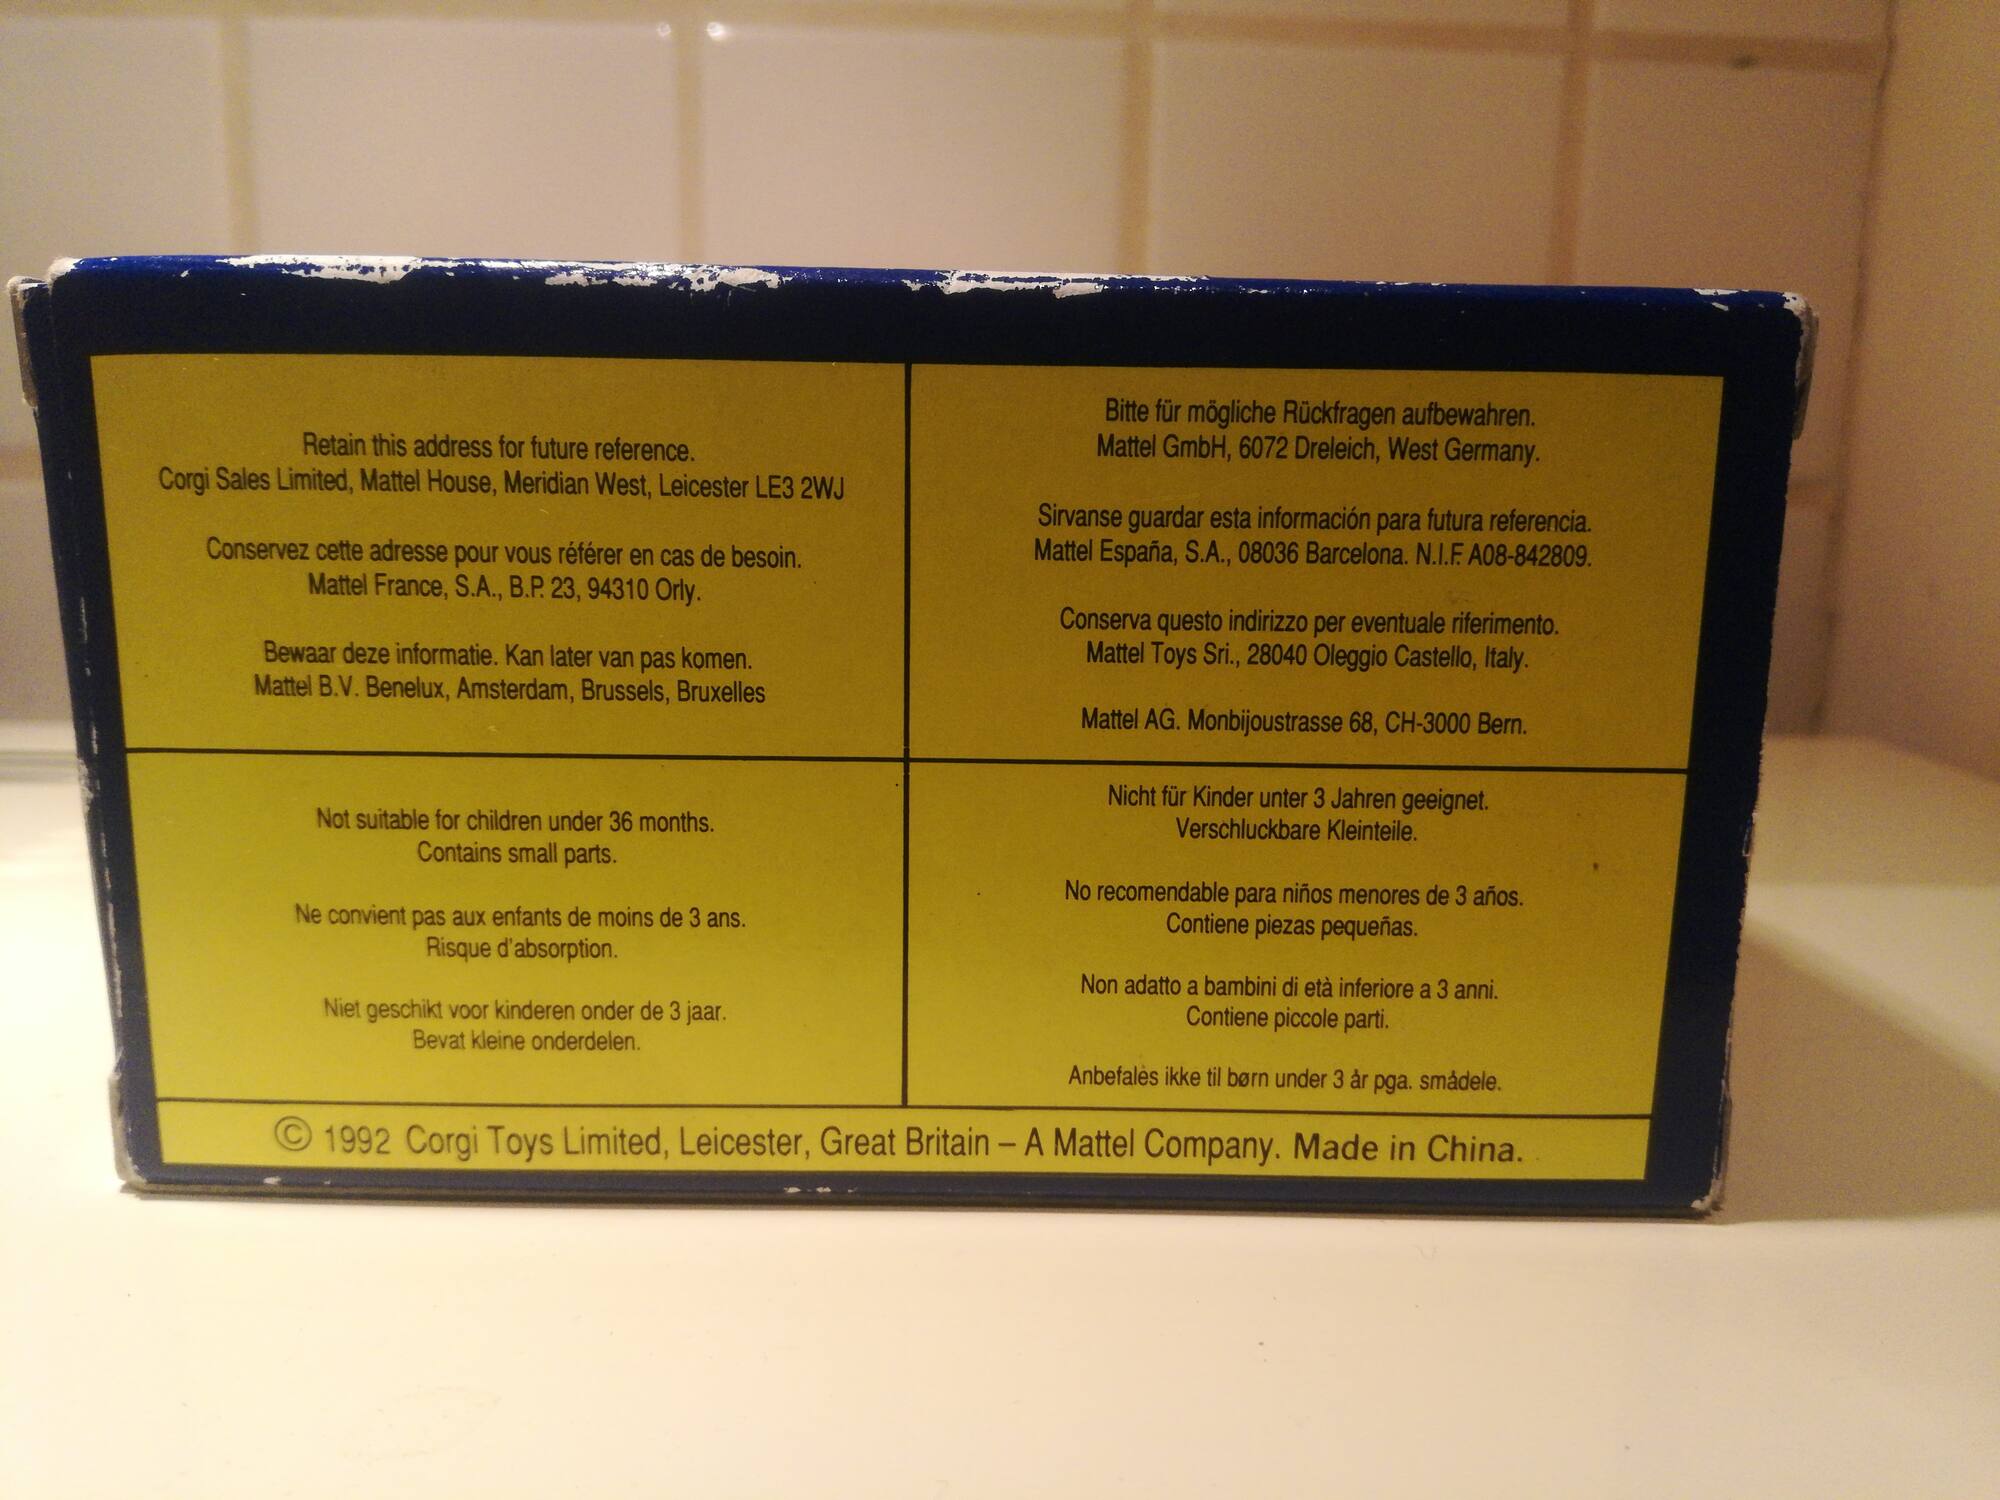 Retain this address for future reference.
Corgi Sales Limited, Mattel House, Meridian West, Leicester LE3 2WJ
Conservez cette adresse pour vous référer en cas de besoin.
Mattel France, S.A., B.P. 23, 94310 Orly.
Bewaar deze informatie. Kan later van pas komen.
Mattel B.V. Benelux, Amsterdam, Brussels, Bruxelles
Bitte für mögliche Rückfragen aufbewahren.
Mattel GmbH, 6072 Dreleich, West Germany.
Sirvanse guardar esta información para futura referencia.
Mattel España, S.A., 08036 Barcelona. N.I.F. A08-842809.
Conserva questo indirizzo per eventuale riferimento.
Mattel Toys Sri., 28040 Oleggio Castello, Italy.
Mattel AG. Monbijoustrasse 68, CH-3000 Bern.
Not suitable for children under 36 months.
Contains small parts.
Ne convient pas aux enfants de moins de 3 ans.
Risque d'absorption.
Niet geschikt voor kinderen onder de 3 jaar.
Bevat kleine onderdelen.
Nicht für Kinder unter 3 Jahren geeignet.
Verschluckbare Kleinteile.
No recomendable para niños menores de 3 años.
Contiene piezas pequeñas.
Non adatto a bambini di età inferiore a 3 anni.
Contiene piccole parti.
Anbefales ikke til børn under 3 år pga. smådele.
© 1992 Corgi Toys Limited, Leicester, Great Britain – A Mattel Company. Made in China.